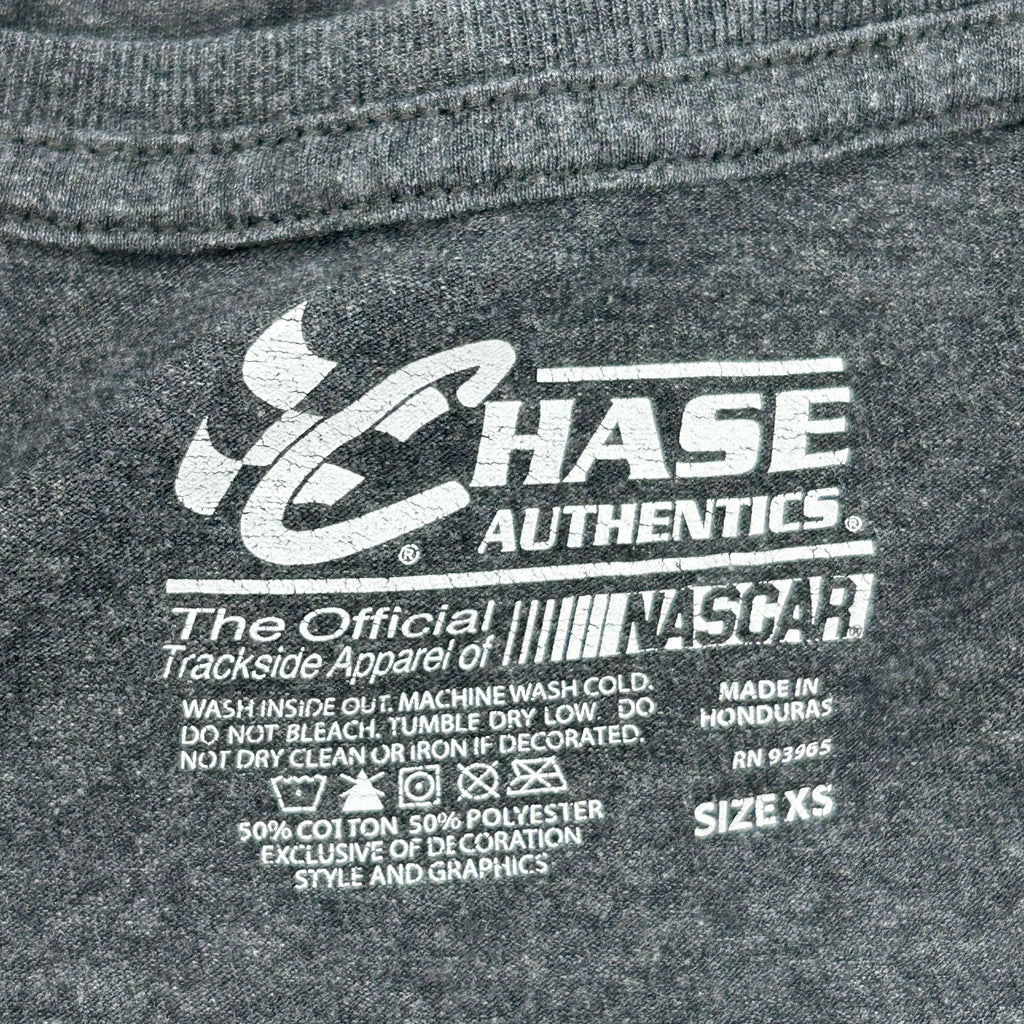 CHASE
AUTHENTICS®
®
The Official
Trackside Apparel of NASCAR™
WASH INSIDE OUT. MACHINE WASH COLD.
DO NOT BLEACH. TUMBLE DRY LOW. DO
NOT DRY CLEAN OR IRON IF DECORATED.
50% COTTON 50% POLYESTER
EXCLUSIVE OF DECORATION
STYLE AND GRAPHICS
MADE IN
HONDURAS
RN 93965
SIZE XS